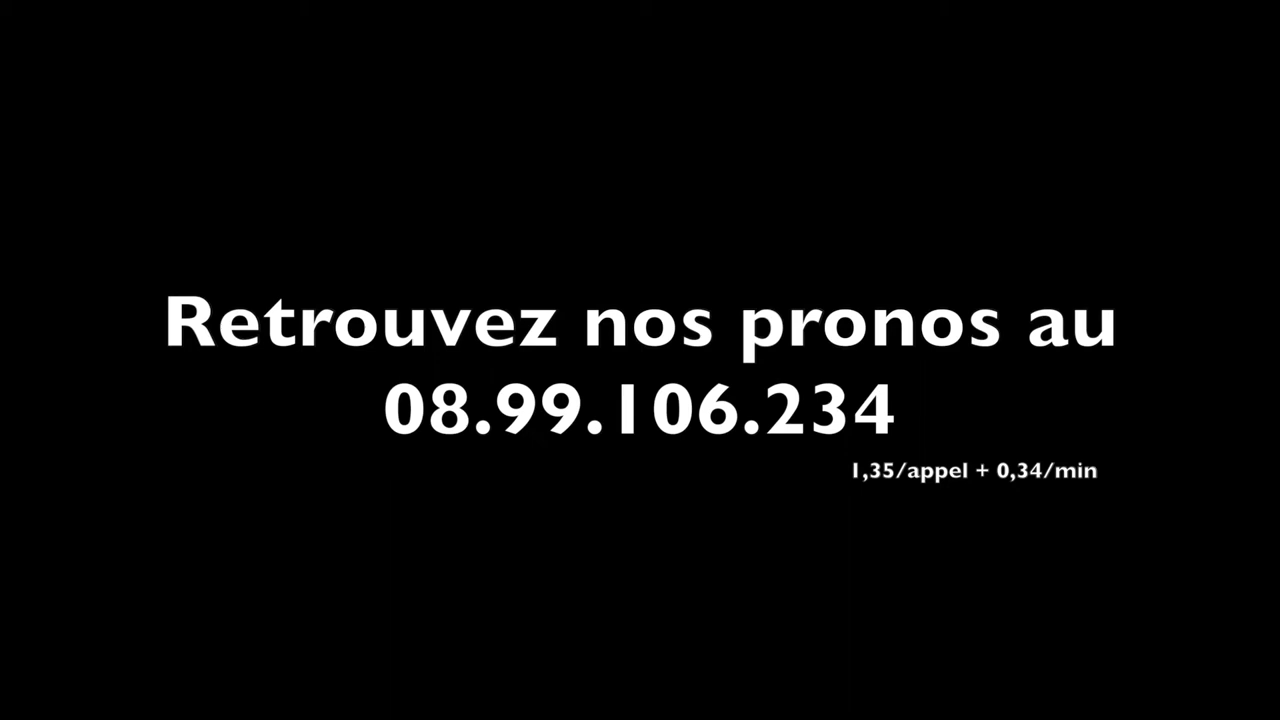 Retrouvez nos pronos au
08.99.106.234
1,35/appel + 0,34/min